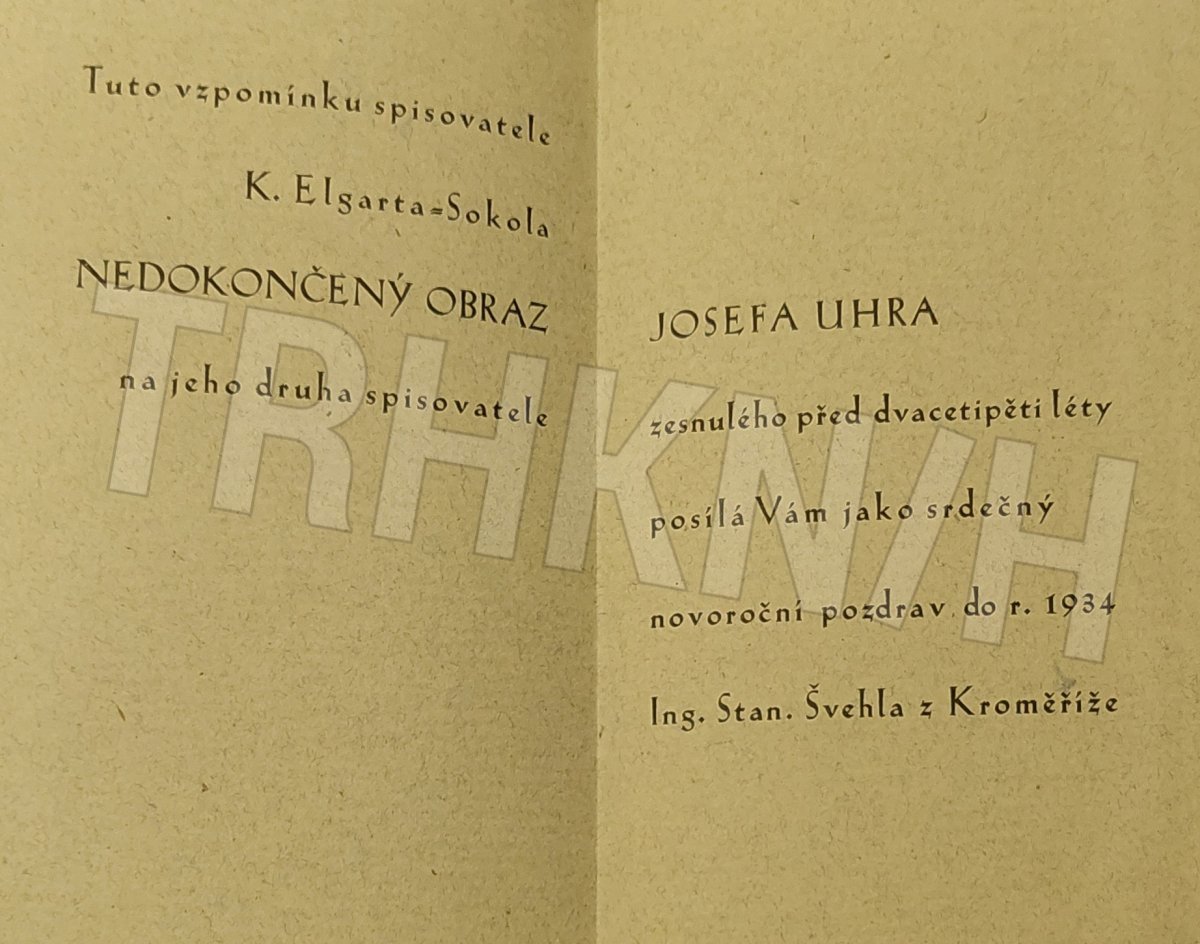 Tuto vzpomínku spisovatele
K. Elgarta=Sokola
NEDOKONČENÝ OBRAZ
na jeho druha spisovatele
JOSEFA UHRA
zesnulého před dvacetipěti léty
posílá Vám jako srdečný
novoroční pozdrav do r. 1934
Ing. Stan. Švehla z Kroměříže
TRHKNIH